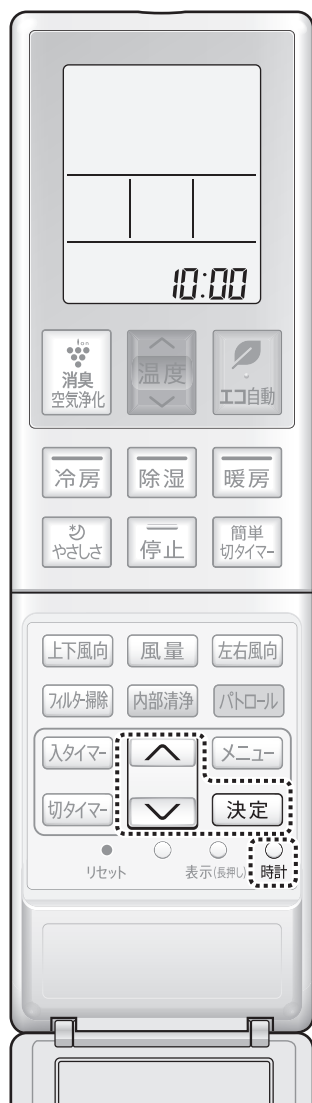 10:00
Ion
消臭
空気浄化
温度
エコ自動
冷房
除湿
暖房
やさしさ
停止
簡単
切タイマー
上下風向
風量
左右風向
フィルター掃除
内部清浄
パトロール
入タイマー
メニュー
切タイマー
決定
リセット
表示(長押し)
時計